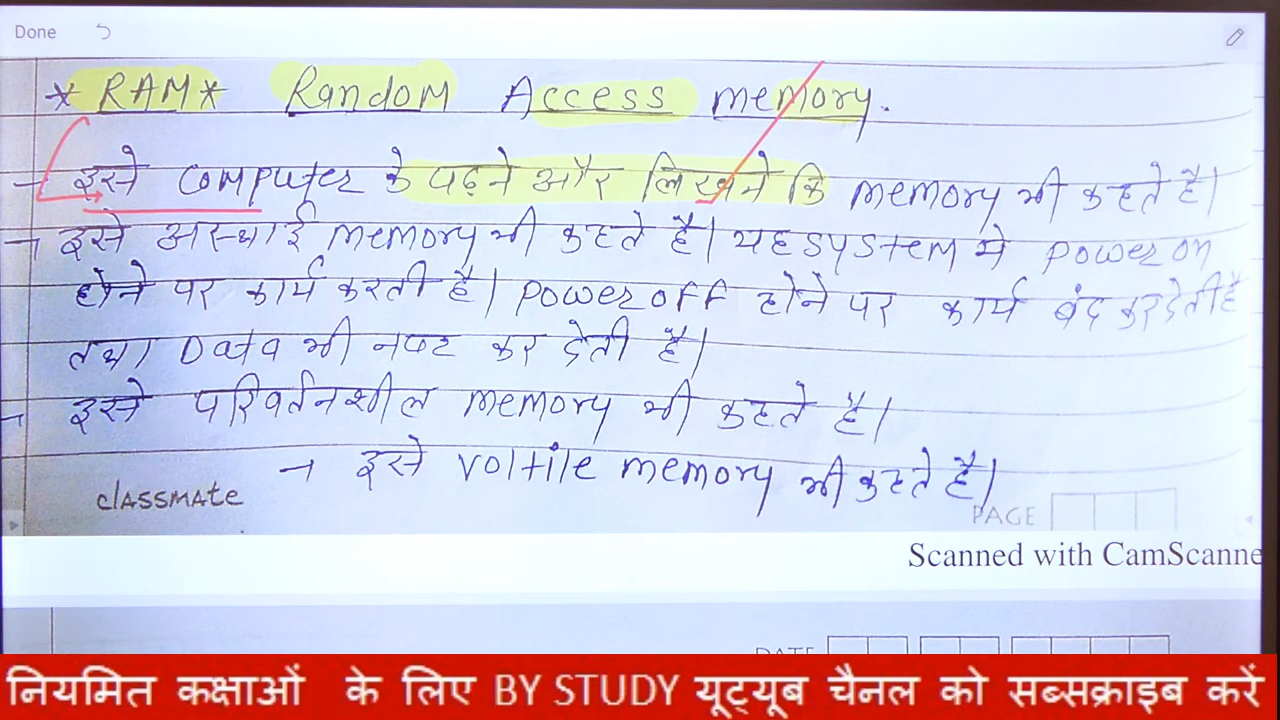 Done
* RAM * Random Access memory.
→ इसे computer के पढ़ने और लिखने कि memory भी कहते है।
→ इसे अस्थाई memory भी कहते है। यह system मे power on
होने पर कार्य करती है। power off होने पर कार्य बंद कर देती है
तथा Data भी नष्ट कर देती है।
→ इसे परिवर्तनशील memory भी कहते है।
→ इसे voltile memory भी कहते है।
classmate
PAGE
Scanned with CamScanne
DATE
नियमित कक्षाओं के लिए BY STUDY यूट्यूब चैनल को सब्सक्राइब करें